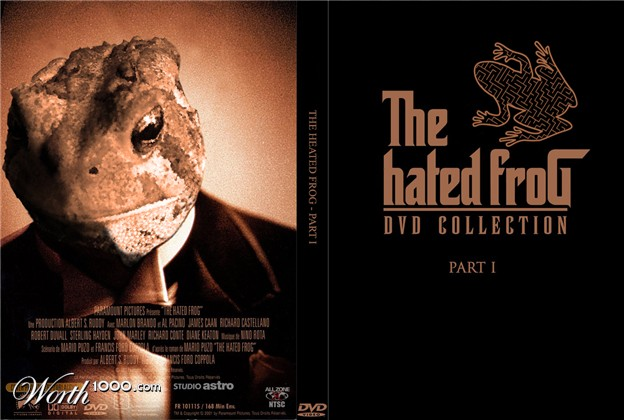 PARAMOUNT PICTURES Presente "THE HATED FROG"
Une PRODUCTION ALBERT S. RUDDY Avec MARLON BRANDO et AL PACINO JAMES CAAN RICHARD CASTELLANO
ROBERT DUVALL STERLING HAYDEN JOHN MARLEY RICHARD CONTE DIANE KEATON Musique de NINO ROTA
Scénario de MARIO PUZO et FRANCIS FORD COPPOLA d'après le roman de MARIO PUZO "THE HATED FROG"
Produit par ALBERT S. RUDDY FRANCIS FORD COPPOLA
Worth1000.com
DIGITAL
DVD
STUDIO astro
FR 101115 / 168 Min Env.
ALL ZONE
NTSC
THE HEATED FROG - PART I
DVD
VIDEO
The
hated froG
DVD COLLECTION
PART I